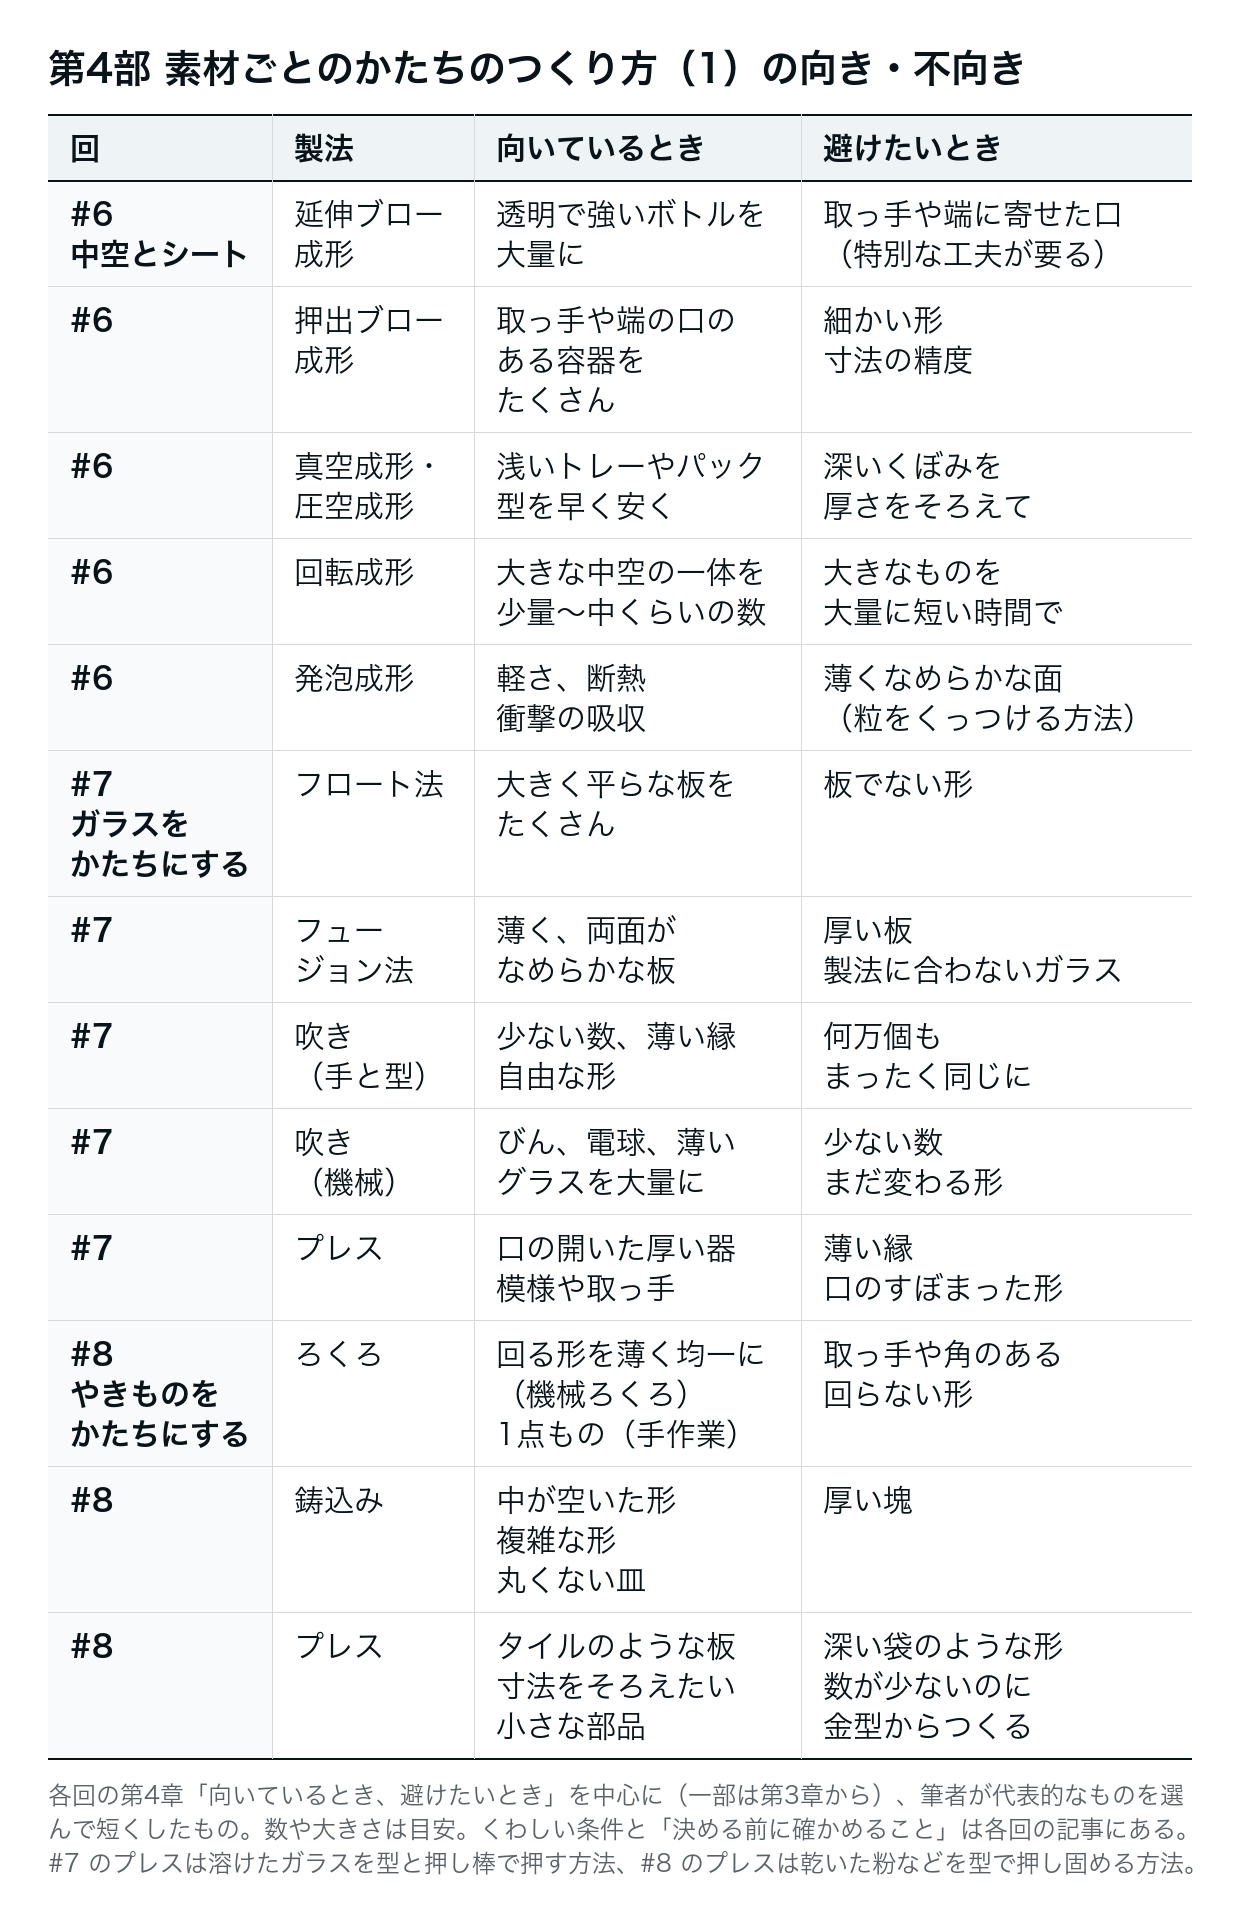 第4部 素材ごとのかたちのつくり方（1）の向き・不向き
回
製法
向いているとき
避けたいとき
#6
中空とシート
延伸ブロー
成形
透明で強いボトルを
大量に
取っ手や端に寄せた口
（特別な工夫が要る）
#6
押出ブロー
成形
取っ手や端の口の
ある容器を
たくさん
細かい形
寸法の精度
#6
真空成形・
圧空成形
浅いトレーやパック
型を早く安く
深いくぼみを
厚さをそろえて
#6
回転成形
大きな中空の一体を
少量〜中くらいの数
大きなものを
大量に短い時間で
#6
発泡成形
軽さ、断熱
衝撃の吸収
薄くなめらかな面
（粒をくっつける方法）
#7
ガラスを
かたちにする
フロート法
大きく平らな板を
たくさん
板でない形
#7
フュー
ジョン法
薄く、両面が
なめらかな板
厚い板
製法に合わないガラス
#7
吹き
（手と型）
少ない数、薄い縁
自由な形
何万個も
まったく同じに
#7
吹き
（機械）
びん、電球、薄い
グラスを大量に
少ない数
まだ変わる形
#7
プレス
口の開いた厚い器
模様や取っ手
薄い縁
口のすぼまった形
#8
やきものを
かたちにする
ろくろ
回る形を薄く均一に
（機械ろくろ）
1点もの（手作業）
取っ手や角のある
回らない形
#8
鋳込み
中が空いた形
複雑な形
丸くない皿
厚い塊
#8
プレス
タイルのような板
寸法をそろえたい
小さな部品
深い袋のような形
数が少ないのに
金型からつくる
各回の第4章「向いているとき、避けたいとき」を中心に（一部は第3章から）、筆者が代表的なものを選
んで短くしたもの。数や大きさは目安。くわしい条件と「決める前に確かめること」は各回の記事にある。
#7 のプレスは溶けたガラスを型と押し棒で押す方法、#8 のプレスは乾いた粉などを型で押し固める方法。